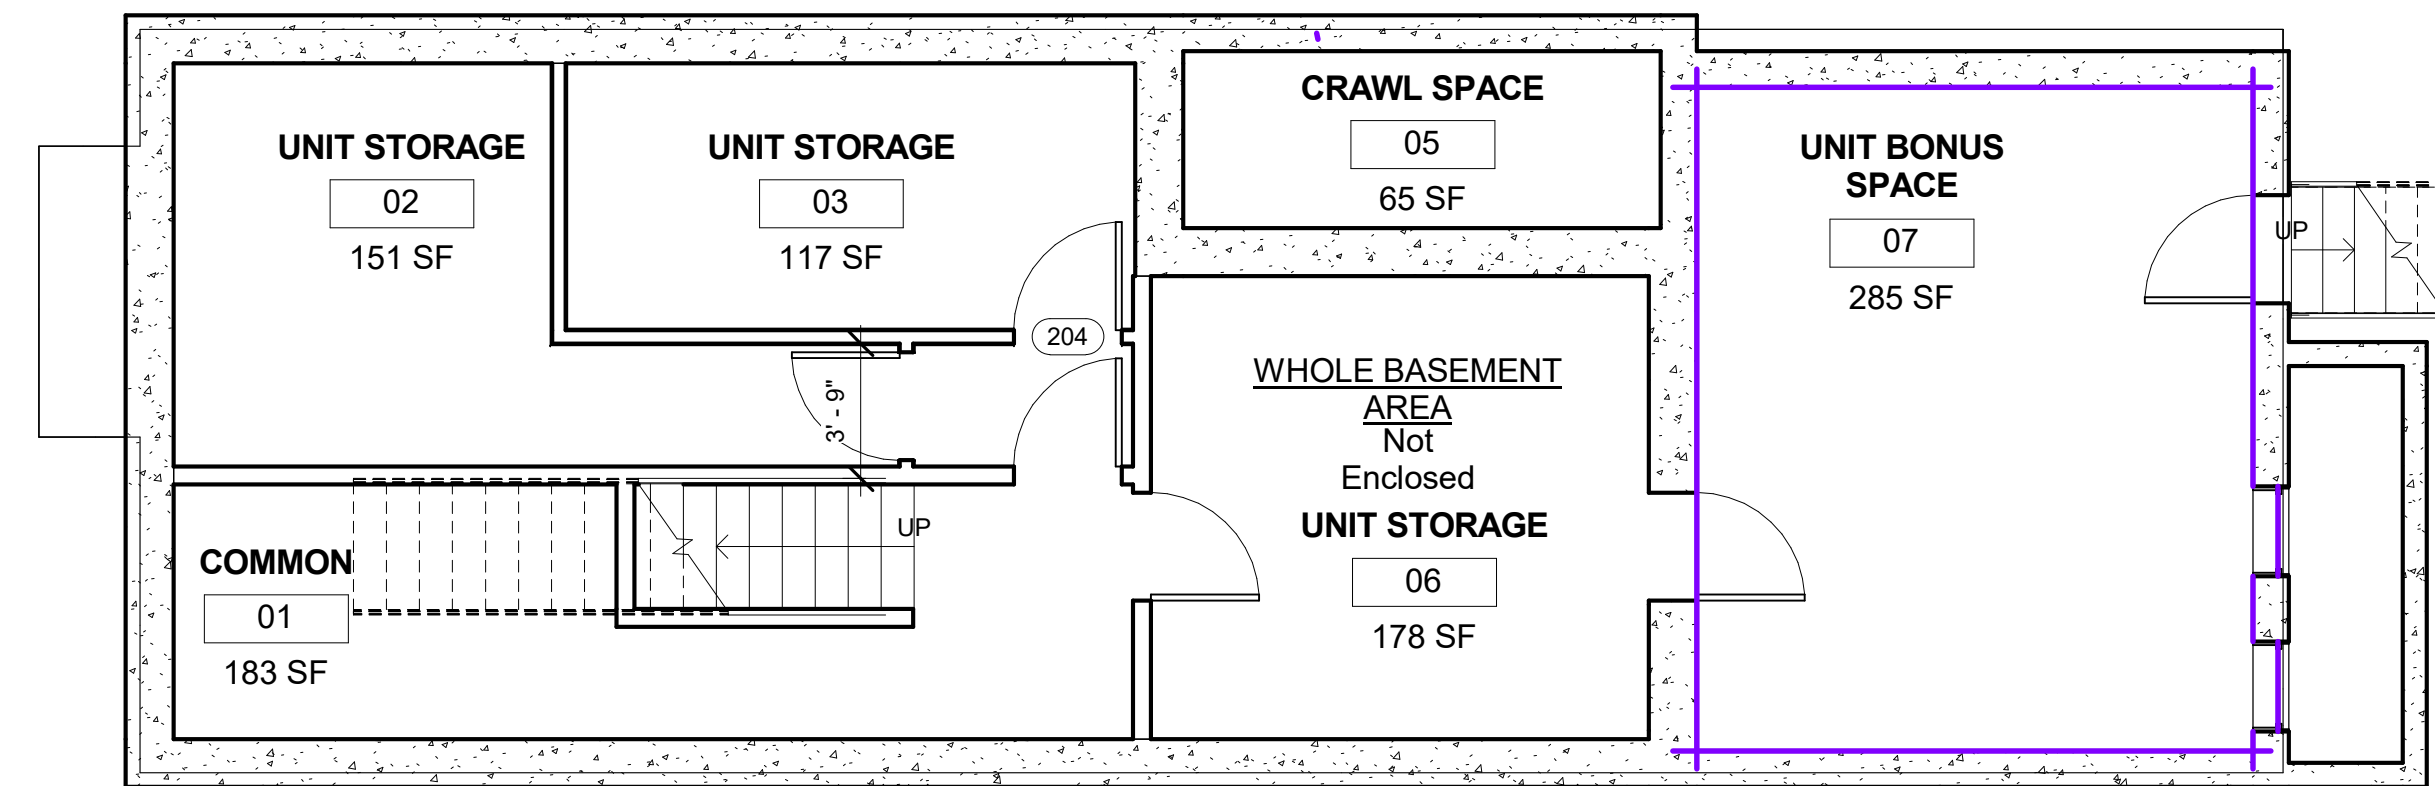 UNIT STORAGE
02
151 SF
UNIT STORAGE
03
117 SF
CRAWL SPACE
05
65 SF
UNIT BONUS
SPACE
07
285 SF
UP
204
3' - 9"
WHOLE BASEMENT
AREA
Not
Enclosed
UNIT STORAGE
06
178 SF
UP
COMMON
01
183 SF